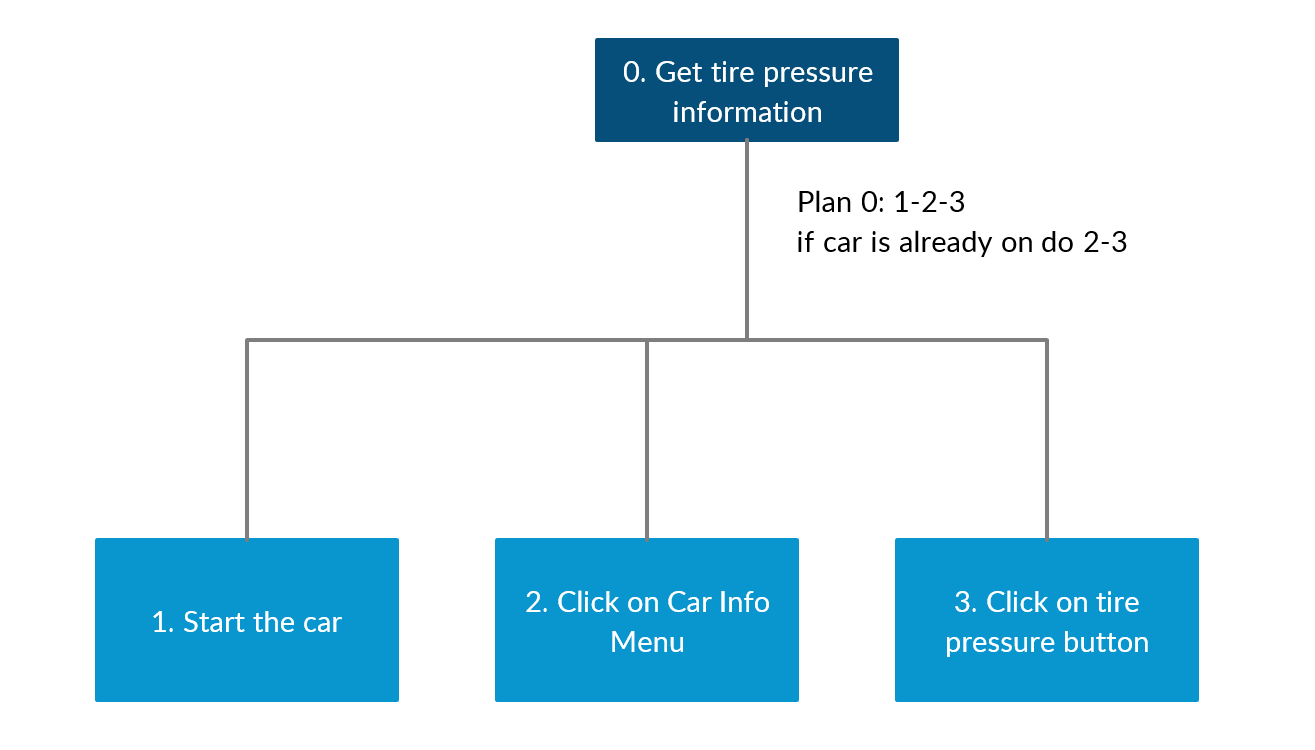 0. Get tire pressure
information
Plan 0: 1-2-3
if car is already on do 2-3
1. Start the car
2. Click on Car Info
Menu
3. Click on tire
pressure button